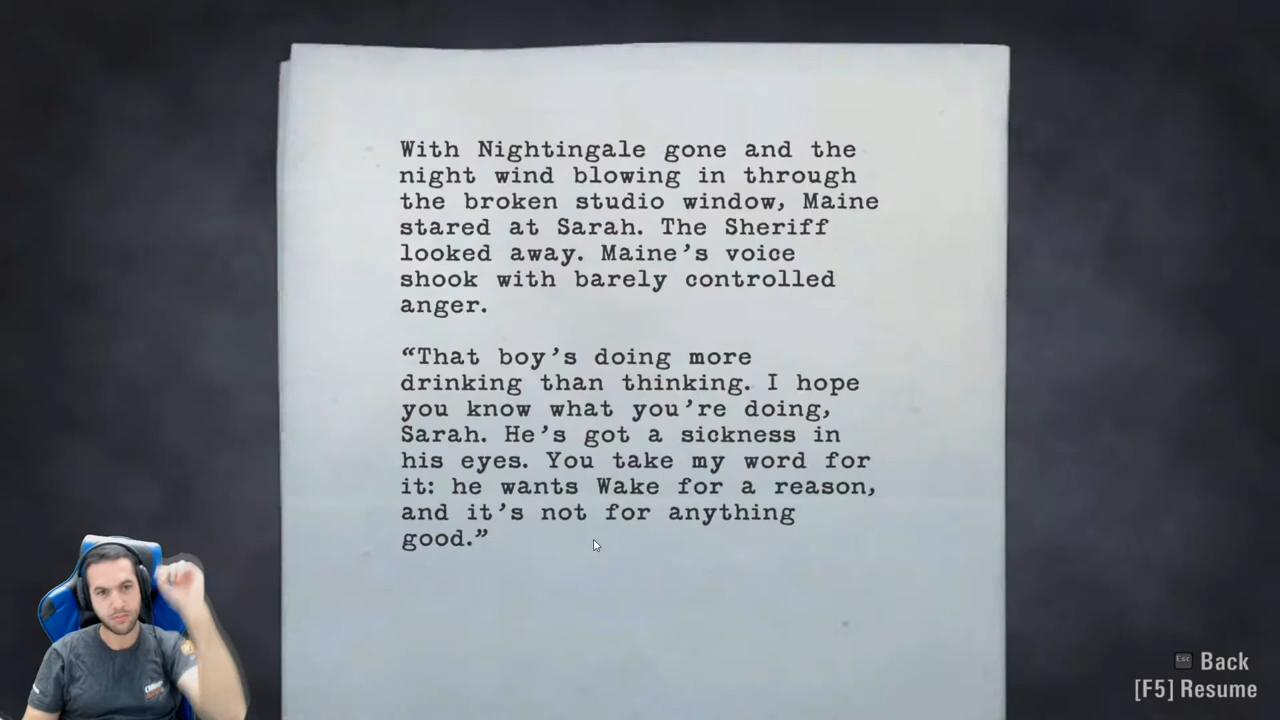 With Nightingale gone and the
night wind blowing in through
the broken studio window, Maine
stared at Sarah. The Sheriff
looked away. Maine’s voice
shook with barely controlled
anger.
“That boy’s doing more
drinking than thinking. I hope
you know what you’re doing,
Sarah. He’s got a sickness in
his eyes. You take my word for
it: he wants Wake for a reason,
and it’s not for anything
good.”
Esc Back
[F5] Resume